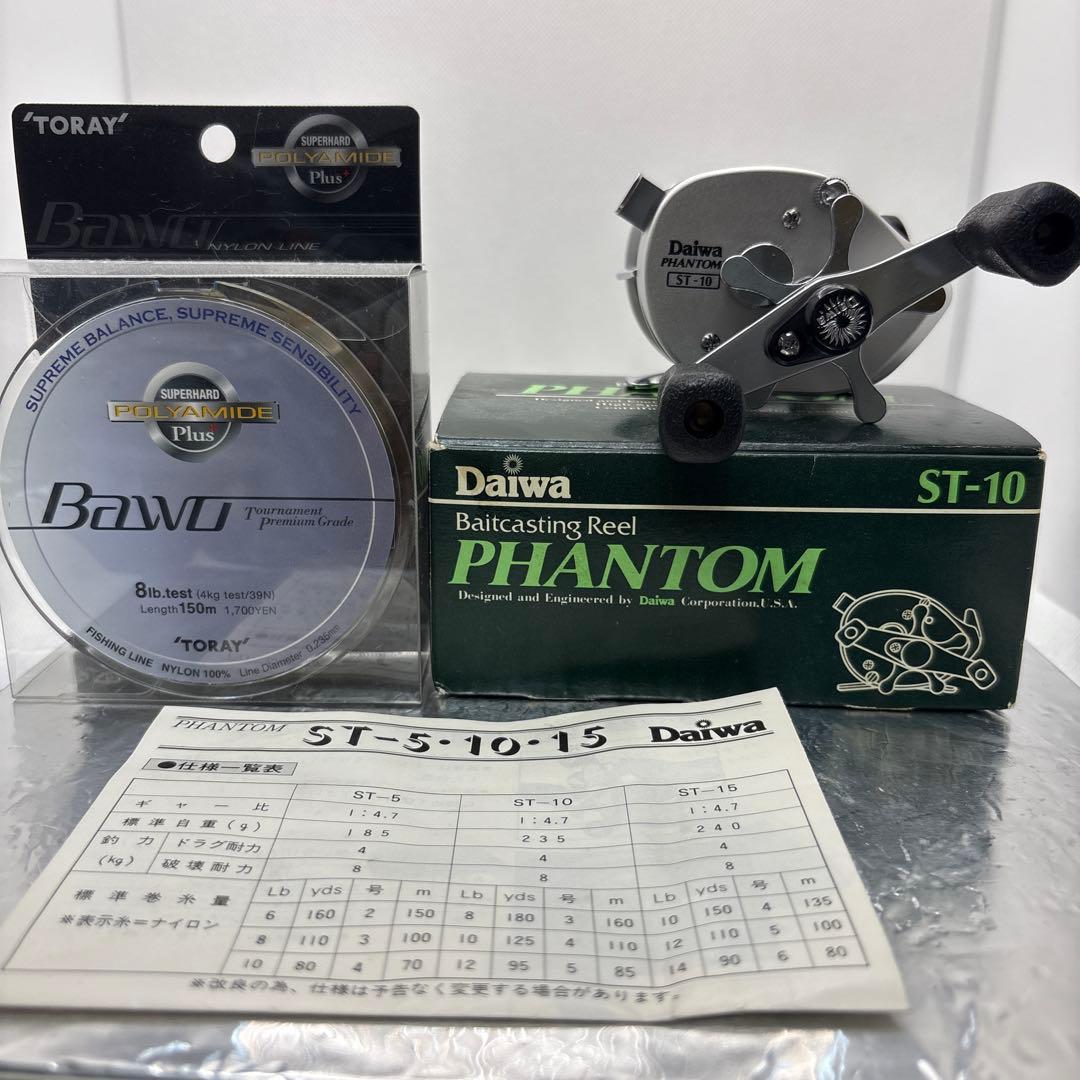 'TORAY'
SUPERHARD
POLYAMIDE
Plus+
Bawo
NYLON LINE
SUPREME BALANCE, SUPREME SENSIBILITY
SUPERHARD
POLYAMIDE
Plus+
Bawo Tournament
Premium Grade
8lb.test (4kg test/39N)
Length 150m 1,700YEN
'TORAY'
FISHING LINE NYLON 100% Line Diameter 0.235mm
Daiwa
PHANTOM
ST-10
DAIWA
PHANTOM
Daiwa ST-10
Baitcasting Reel
PHANTOM
Designed and Engineered by Daiwa Corporation, U.S.A.
PHANTOM ST-5・10・15 Daiwa
●仕様一覧表
ST-5 ST-10 ST-15
ギヤー比 1:4.7 1:4.7 1:4.7
標準自重(g) 185 235 240
釣力(kg) ドラグ耐力 4 4 4
破壊耐力 8 8 8
標準巻糸量 Lb yds 号 m Lb yds 号 m Lb yds 号 m
※表示糸=ナイロン 6 160 2 150 8 180 3 160 10 150 4 135
8 110 3 100 10 125 4 110 12 110 5 100
10 80 4 70 12 95 5 85 14 90 6 80
※改良の為、仕様は予告なく変更する場合があります。